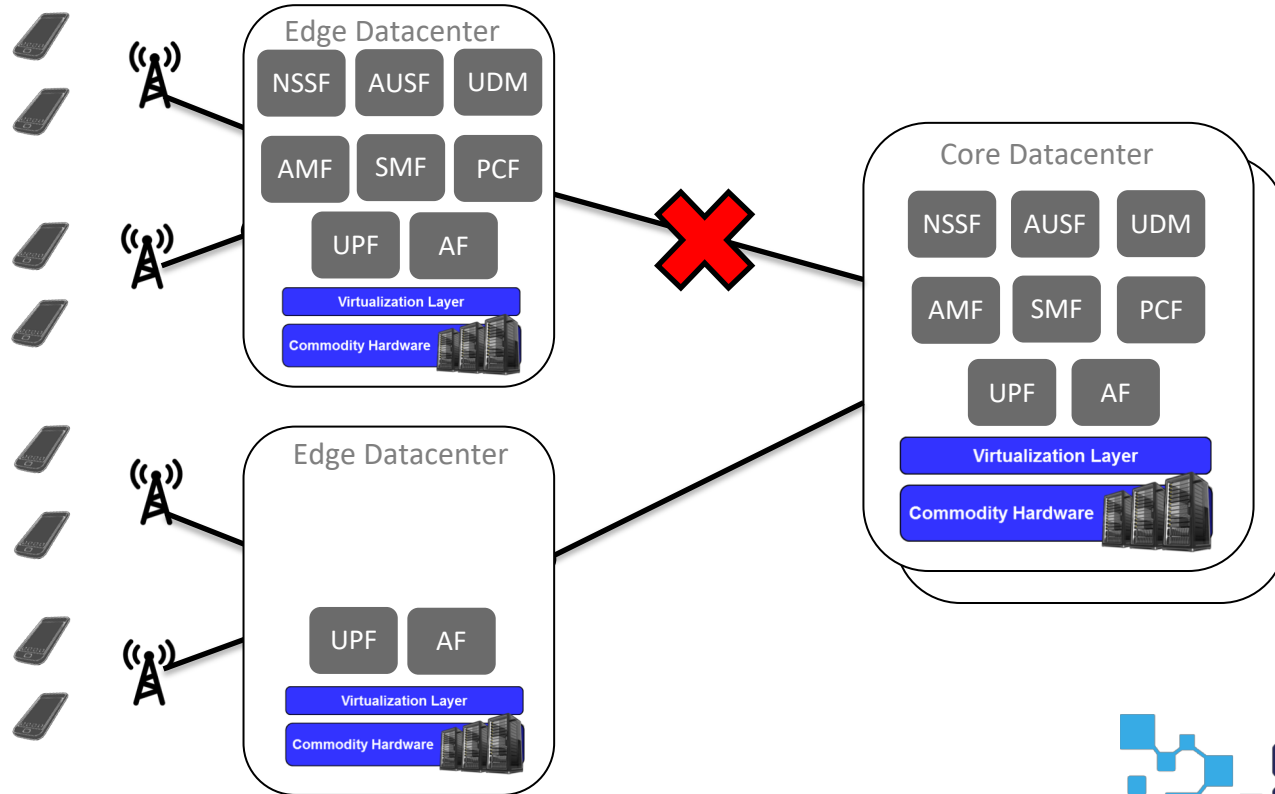 Edge Datacenter
NSSF AUSF UDM
AMF SMF PCF
UPF AF
Virtualization Layer
Commodity Hardware
Edge Datacenter
UPF AF
Virtualization Layer
Commodity Hardware
Core Datacenter
NSSF AUSF UDM
AMF SMF PCF
UPF AF
Virtualization Layer
Commodity Hardware